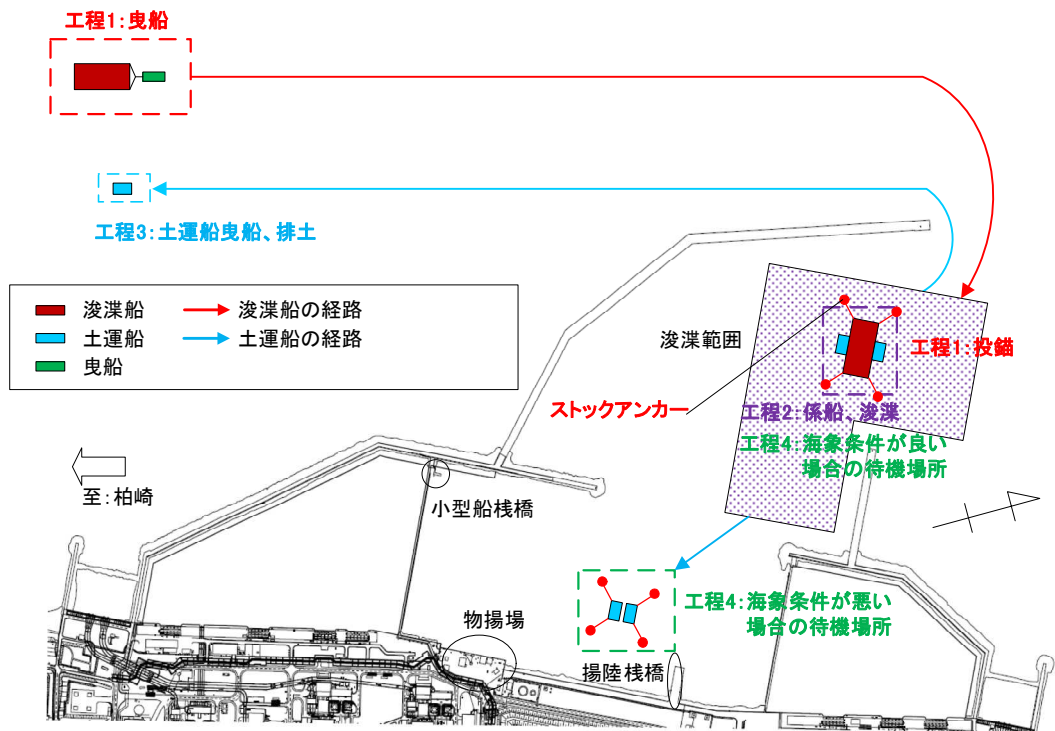 工程1:曳船
工程3:土運船曳船、排土
浚渫船
浚渫船の経路
土運船
土運船の経路
曳船
浚渫範囲
工程1:投錨
ストックアンカー
工程2:係船、浚渫
工程4:海象条件が良い
場合の待機場所
至:柏崎
小型船桟橋
工程4:海象条件が悪い
場合の待機場所
物揚場
揚陸桟橋